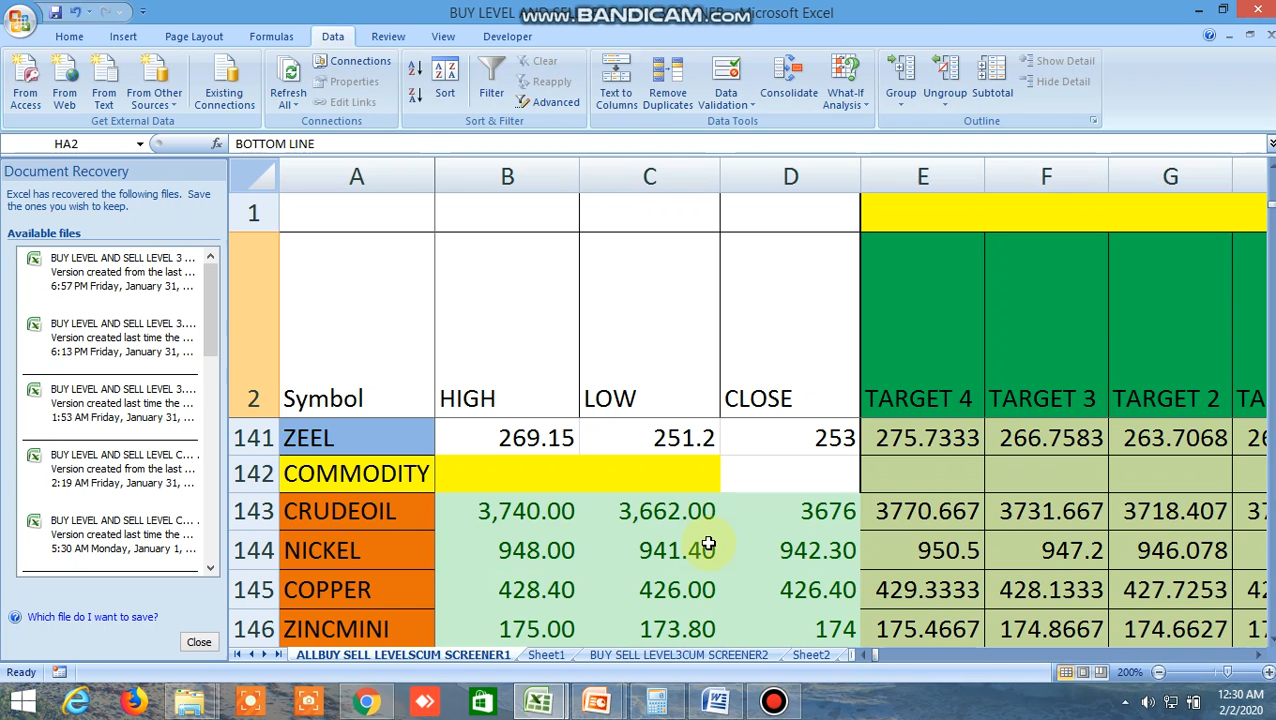 BUY LEVEL AND SELL LEVEL
www.BANDICAM.com
Microsoft Excel
Home Insert Page Layout Formulas Data Review View Developer
From Access
From Web
From Text
From Other Sources
Existing Connections
Get External Data
Refresh All
Connections
Properties
Edit Links
Connections
Sort
Filter
Clear
Reapply
Advanced
Sort & Filter
Text to Columns
Remove Duplicates
Data Validation
Consolidate
What-If Analysis
Data Tools
Group
Ungroup
Subtotal
Show Detail
Hide Detail
Outline
HA2 fx BOTTOM LINE
Document Recovery
Excel has recovered the following files. Save
the ones you wish to keep.
Available files
BUY LEVEL AND SELL LEVEL 3 ...
Version created from the last ...
6:57 PM Friday, January 31, ...
BUY LEVEL AND SELL LEVEL 3....
Version created last time the ...
6:13 PM Friday, January 31, ...
BUY LEVEL AND SELL LEVEL 3....
Version created last time the ...
1:53 AM Friday, January 31, ...
BUY LEVEL AND SELL LEVEL C...
Version created from the last ...
2:19 AM Friday, January 31, ...
BUY LEVEL AND SELL LEVEL C...
Version created from the last ...
5:30 AM Monday, January 1, ...
Which file do I want to save?
Close
A B C D E F G
1
2 Symbol HIGH LOW CLOSE TARGET 4 TARGET 3 TARGET 2 TA
141 ZEEL 269.15 251.2 253 275.7333 266.7583 263.7068 26
142 COMMODITY
143 CRUDEOIL 3,740.00 3,662.00 3676 3770.667 3731.667 3718.407 37
144 NICKEL 948.00 941.40 942.30 950.5 947.2 946.078 9
145 COPPER 428.40 426.00 426.40 429.3333 428.1333 427.7253 42
146 ZINCMINI 175.00 173.80 174 175.4667 174.8667 174.6627 17
ALLBUY SELL LEVELSCUM SCREENER1 Sheet1 BUY SELL LEVEL3CUM SCREENER2 Sheet2
Ready 200%
12:30 AM
2/2/2020